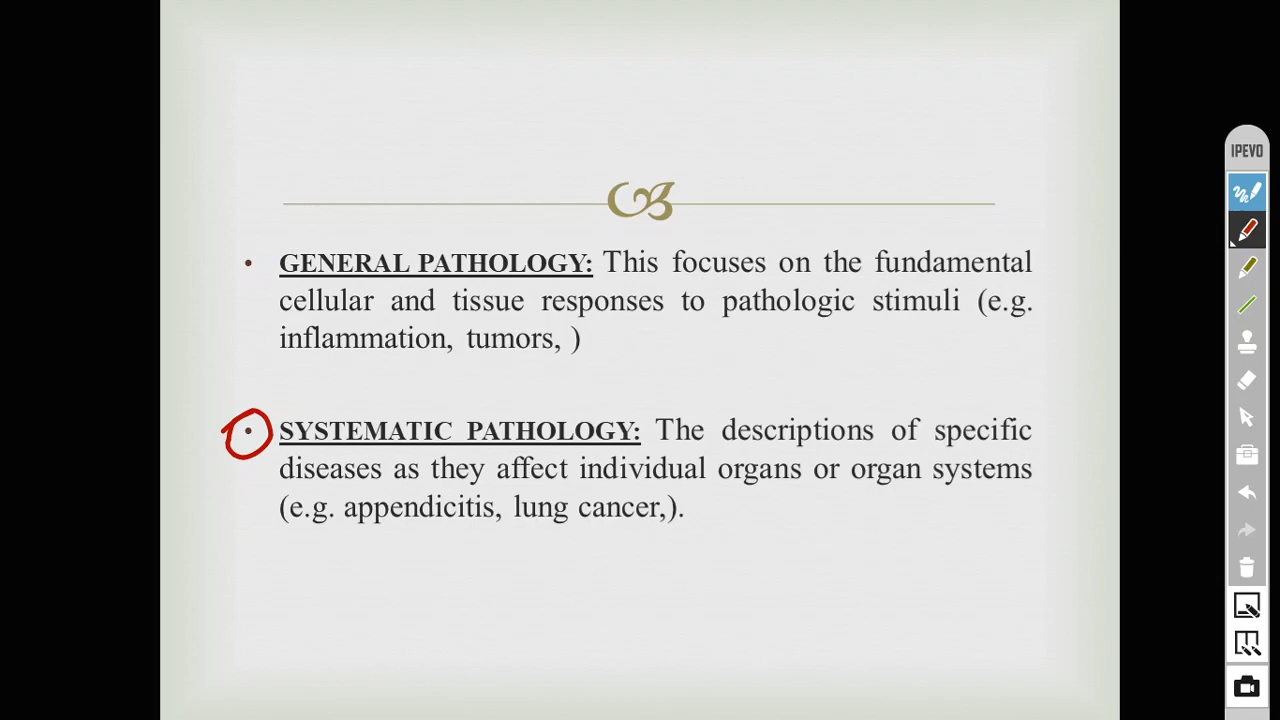 IPEVO
• GENERAL PATHOLOGY: This focuses on the fundamental
cellular and tissue responses to pathologic stimuli (e.g.
inflammation, tumors, )
• SYSTEMATIC PATHOLOGY: The descriptions of specific
diseases as they affect individual organs or organ systems
(e.g. appendicitis, lung cancer,).